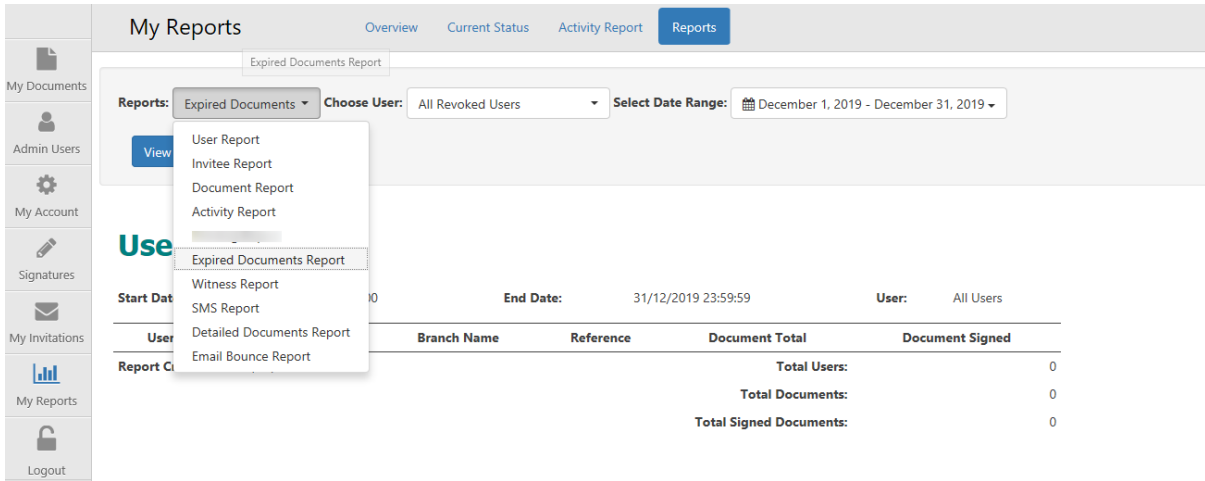 My Reports
Overview
Current Status
Activity Report
Reports
Expired Documents Report
My Documents
Admin Users
My Account
Signatures
My Invitations
My Reports
Logout
Reports:
Expired Documents
Choose User:
All Revoked Users
Select Date Range:
December 1, 2019 - December 31, 2019
View
User Report
Invitee Report
Document Report
Activity Report
Expired Documents Report
Witness Report
SMS Report
Detailed Documents Report
Email Bounce Report
Use
Start Dat
00
End Date:
31/12/2019 23:59:59
User:
All Users
User
Branch Name
Reference
Document Total
Document Signed
Report C
Total Users:
0
Total Documents:
0
Total Signed Documents:
0